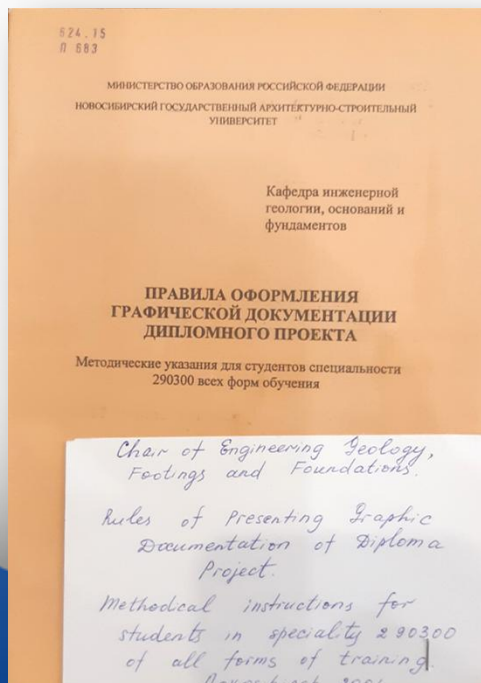 624.15
П 683
МИНИСТЕРСТВО ОБРАЗОВАНИЯ РОССИЙСКОЙ ФЕДЕРАЦИИ
НОВОСИБИРСКИЙ ГОСУДАРСТВЕННЫЙ АРХИТЕКТУРНО-СТРОИТЕЛЬНЫЙ
УНИВЕРСИТЕТ
Кафедра инженерной
геологии, оснований и
фундаментов
ПРАВИЛА ОФОРМЛЕНИЯ
ГРАФИЧЕСКОЙ ДОКУМЕНТАЦИИ
ДИПЛОМНОГО ПРОЕКТА
Методические указания для студентов специальности
290300 всех форм обучения
Chair of Engineering Geology,
Footings and Foundations.
Rules of Presenting Graphic
Documentation of Diploma
Project.
Methodical instructions for
students in speciality 290300
of all forms of training.